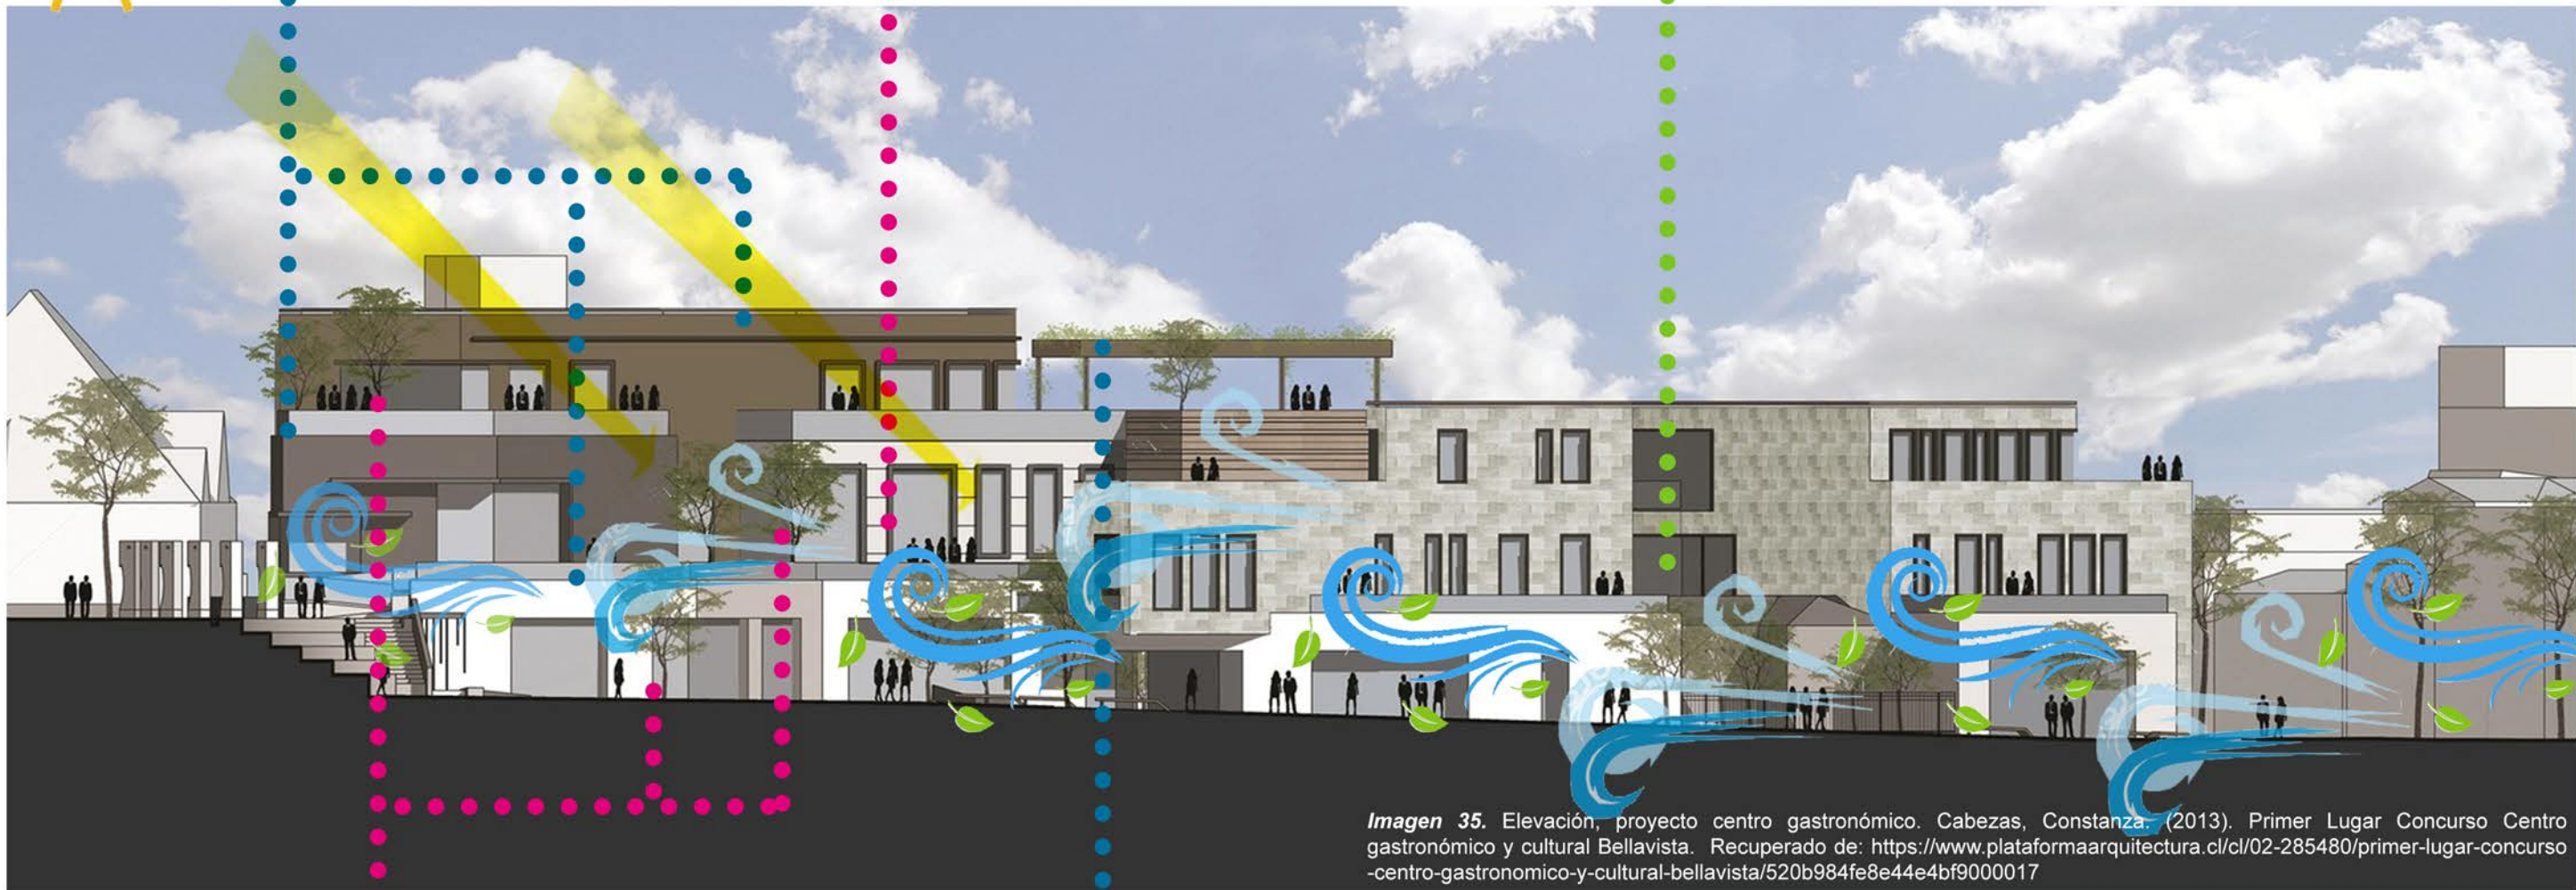 Imagen 35. Elevación, proyecto centro gastronómico. Cabezas, Constanza. (2013). Primer Lugar Concurso Centro
gastronómico y cultural Bellavista. Recuperado de: https://www.plataformaarquitectura.cl/cl/02-285480/primer-lugar-concurso
-centro-gastronomico-y-cultural-bellavista/520b984fe8e44e4bf9000017